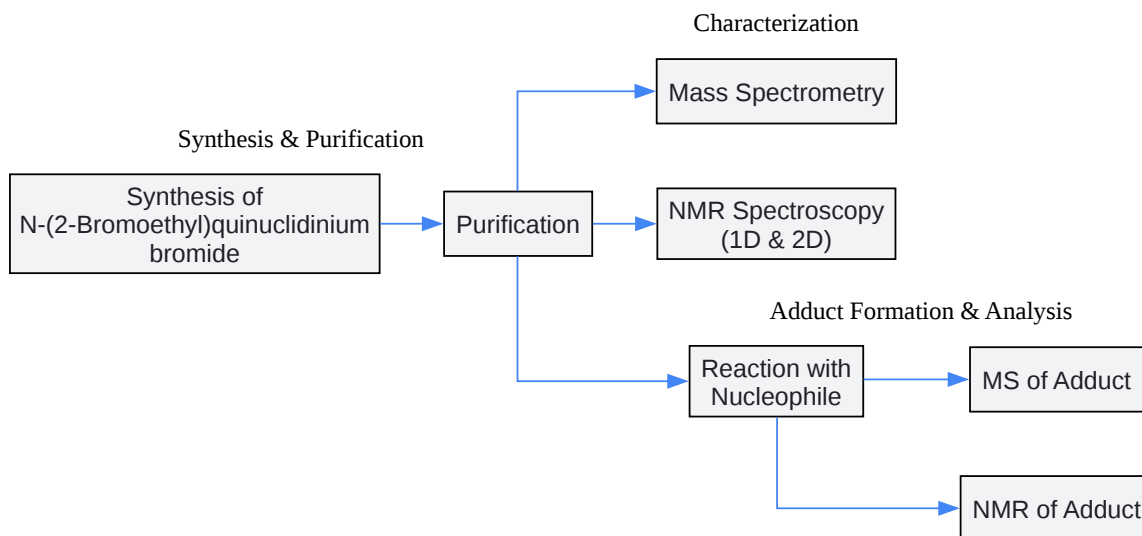 Characterization
Mass Spectrometry
Synthesis & Purification
Synthesis of
N-(2-Bromoethyl)quinuclidinium
bromide
Purification
NMR Spectroscopy
(1D & 2D)
Adduct Formation & Analysis
Reaction with
Nucleophile
MS of Adduct
NMR of Adduct